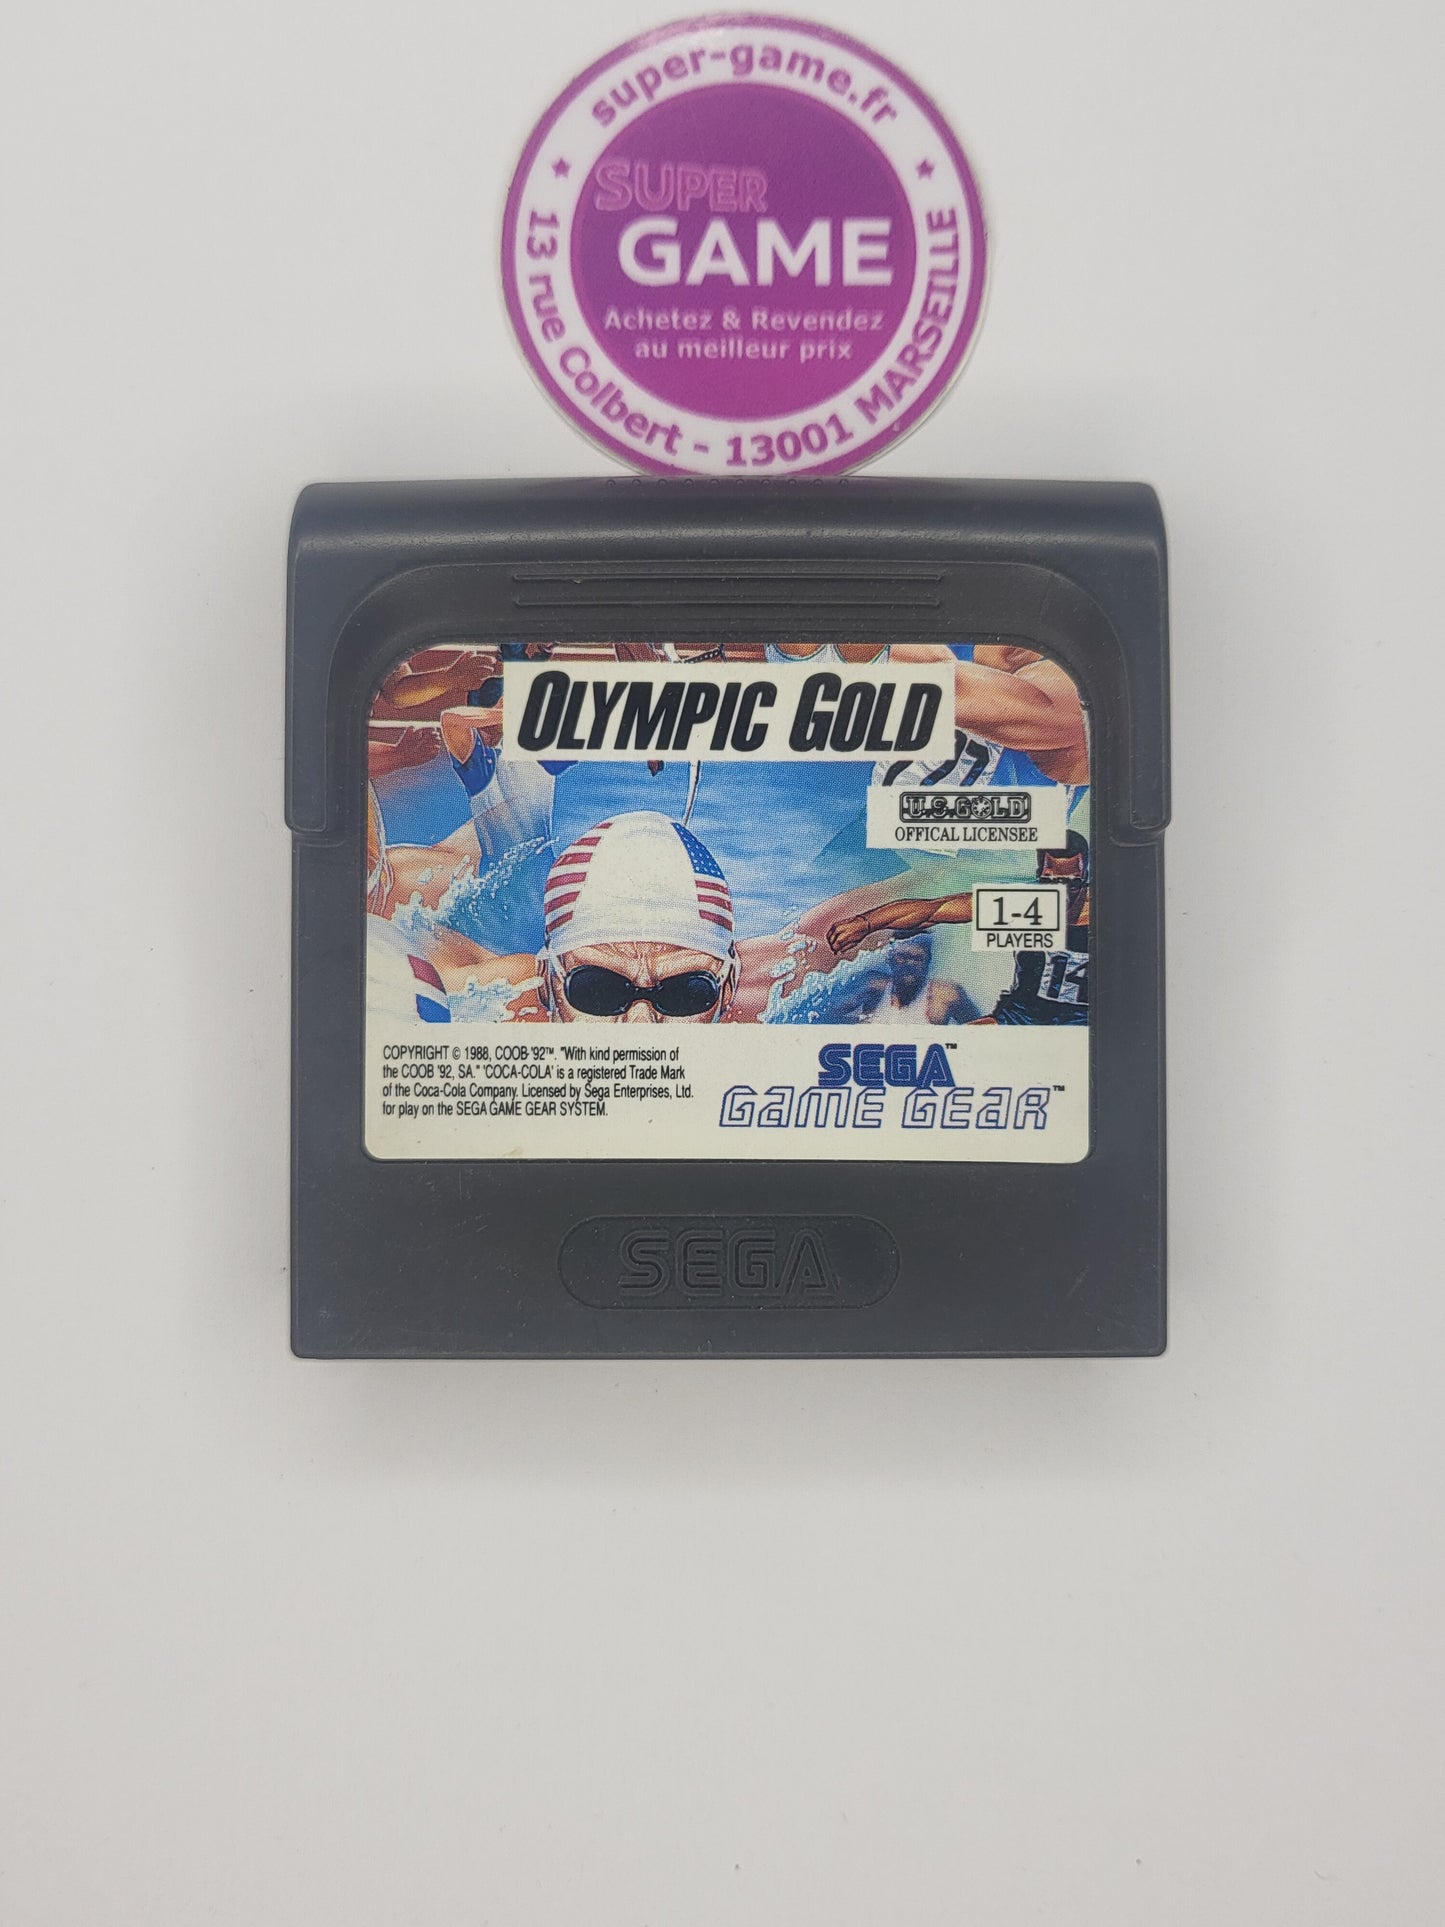 super-game.fr
SUPER
GAME
Achetez & Revendez
au meilleur prix
13 rue Colbert - 13001 MARSEILLE
OLYMPIC GOLD
U.S.GOLD
OFFICAL LICENSEE
1-4
PLAYERS
14
COPYRIGHT © 1988, COOB '92™. "With kind permission of
the COOB '92, SA." 'COCA-COLA' is a registered Trade Mark
of the Coca-Cola Company. Licensed by Sega Enterprises, Ltd.
for play on the SEGA GAME GEAR SYSTEM.
SEGA™
GAME GEAR™
SEGA